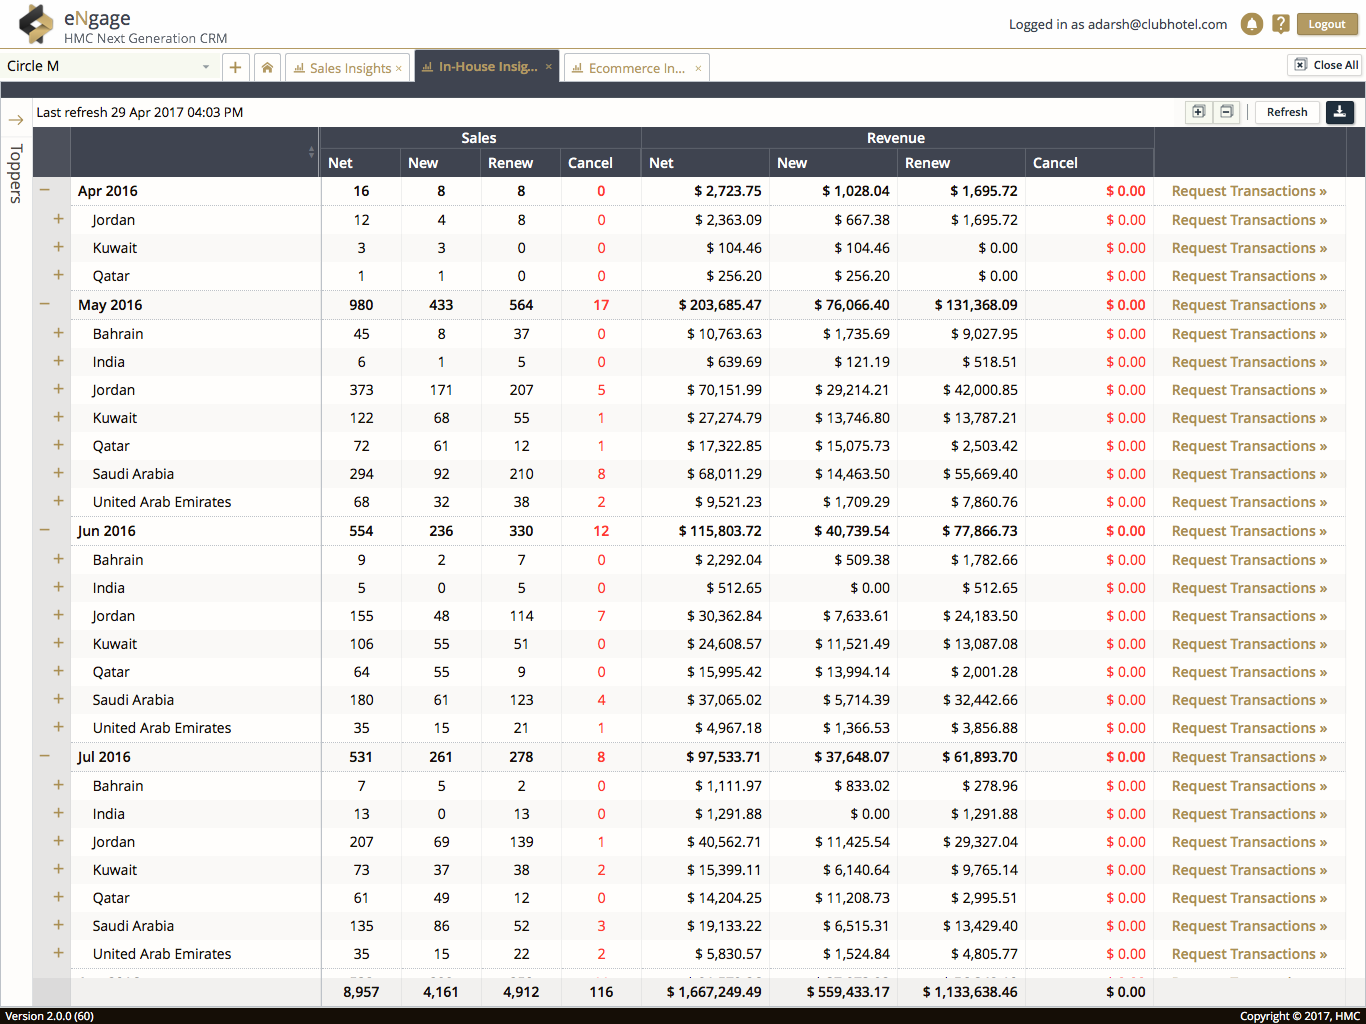 eNgage
HMC Next Generation CRM
Logged in as adarsh@clubhotel.com ? Logout
Circle M + Sales Insights × In-House Insig... × Ecommerce In... × Close All
Last refresh 29 Apr 2017 04:03 PM Refresh
Toppers
Sales Revenue
Net New Renew Cancel Net New Renew Cancel
Apr 2016 16 8 8 0 $ 2,723.75 $ 1,028.04 $ 1,695.72 $ 0.00 Request Transactions »
Jordan 12 4 8 0 $ 2,363.09 $ 667.38 $ 1,695.72 $ 0.00 Request Transactions »
Kuwait 3 3 0 0 $ 104.46 $ 104.46 $ 0.00 $ 0.00 Request Transactions »
Qatar 1 1 0 0 $ 256.20 $ 256.20 $ 0.00 $ 0.00 Request Transactions »
May 2016 980 433 564 17 $ 203,685.47 $ 76,066.40 $ 131,368.09 $ 0.00 Request Transactions »
Bahrain 45 8 37 0 $ 10,763.63 $ 1,735.69 $ 9,027.95 $ 0.00 Request Transactions »
India 6 1 5 0 $ 639.69 $ 121.19 $ 518.51 $ 0.00 Request Transactions »
Jordan 373 171 207 5 $ 70,151.99 $ 29,214.21 $ 42,000.85 $ 0.00 Request Transactions »
Kuwait 122 68 55 1 $ 27,274.79 $ 13,746.80 $ 13,787.21 $ 0.00 Request Transactions »
Qatar 72 61 12 1 $ 17,322.85 $ 15,075.73 $ 2,503.42 $ 0.00 Request Transactions »
Saudi Arabia 294 92 210 8 $ 68,011.29 $ 14,463.50 $ 55,669.40 $ 0.00 Request Transactions »
United Arab Emirates 68 32 38 2 $ 9,521.23 $ 1,709.29 $ 7,860.76 $ 0.00 Request Transactions »
Jun 2016 554 236 330 12 $ 115,803.72 $ 40,739.54 $ 77,866.73 $ 0.00 Request Transactions »
Bahrain 9 2 7 0 $ 2,292.04 $ 509.38 $ 1,782.66 $ 0.00 Request Transactions »
India 5 0 5 0 $ 512.65 $ 0.00 $ 512.65 $ 0.00 Request Transactions »
Jordan 155 48 114 7 $ 30,362.84 $ 7,633.61 $ 24,183.50 $ 0.00 Request Transactions »
Kuwait 106 55 51 0 $ 24,608.57 $ 11,521.49 $ 13,087.08 $ 0.00 Request Transactions »
Qatar 64 55 9 0 $ 15,995.42 $ 13,994.14 $ 2,001.28 $ 0.00 Request Transactions »
Saudi Arabia 180 61 123 4 $ 37,065.02 $ 5,714.39 $ 32,442.66 $ 0.00 Request Transactions »
United Arab Emirates 35 15 21 1 $ 4,967.18 $ 1,366.53 $ 3,856.88 $ 0.00 Request Transactions »
Jul 2016 531 261 278 8 $ 97,533.71 $ 37,648.07 $ 61,893.70 $ 0.00 Request Transactions »
Bahrain 7 5 2 0 $ 1,111.97 $ 833.02 $ 278.96 $ 0.00 Request Transactions »
India 13 0 13 0 $ 1,291.88 $ 0.00 $ 1,291.88 $ 0.00 Request Transactions »
Jordan 207 69 139 1 $ 40,562.71 $ 11,425.54 $ 29,327.04 $ 0.00 Request Transactions »
Kuwait 73 37 38 2 $ 15,399.11 $ 6,140.64 $ 9,765.14 $ 0.00 Request Transactions »
Qatar 61 49 12 0 $ 14,204.25 $ 11,208.73 $ 2,995.51 $ 0.00 Request Transactions »
Saudi Arabia 135 86 52 3 $ 19,133.22 $ 6,515.31 $ 13,429.40 $ 0.00 Request Transactions »
United Arab Emirates 35 15 22 2 $ 5,830.57 $ 1,524.84 $ 4,805.77 $ 0.00 Request Transactions »
8,957 4,161 4,912 116 $ 1,667,249.49 $ 559,433.17 $ 1,133,638.46 $ 0.00
Version 2.0.0 (60) Copyright © 2017, HMC